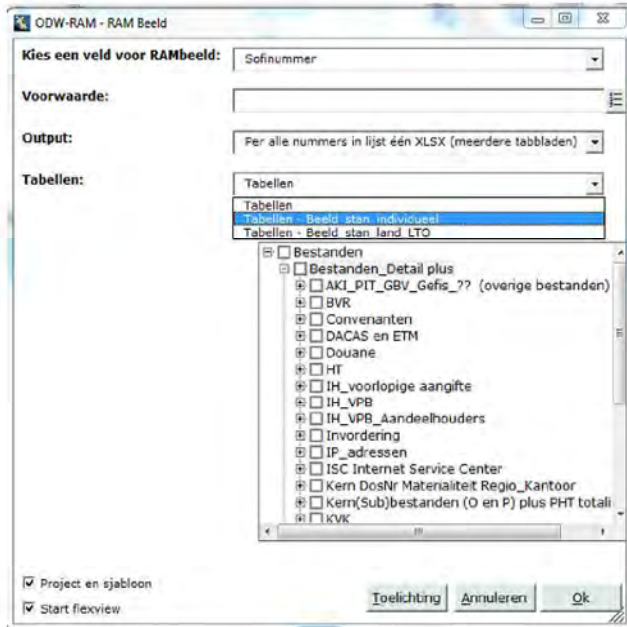 ODW-RAM - RAM Beeld
Kies een veld voor RAMbeeld: Sofinummer
Voorwaarde:
Output: Per alle nummers in lijst één XLSX (meerdere tabbladen)
Tabellen: Tabellen
Tabellen
Tabellen - Beeld_stan_individueel
Tabellen - Beeld_stan_land_LTO
Bestanden
Bestanden_Detail plus
AKI_PIT_GBV_Gefis_?? (overige bestanden)
BVR
Convenanten
DACAS en ETM
Douane
HT
IH_voorlopige aangifte
IH_VPB
IH_VPB_Aandeelhouders
Invordering
IP_adressen
ISC Internet Service Center
Kern DosNr Materialiteit Regio_Kantoor
Kern(Sub)bestanden (O en P) plus PHT totali
KVK
Project en sjabloon
Start flexview
Toelichting Annuleren Ok